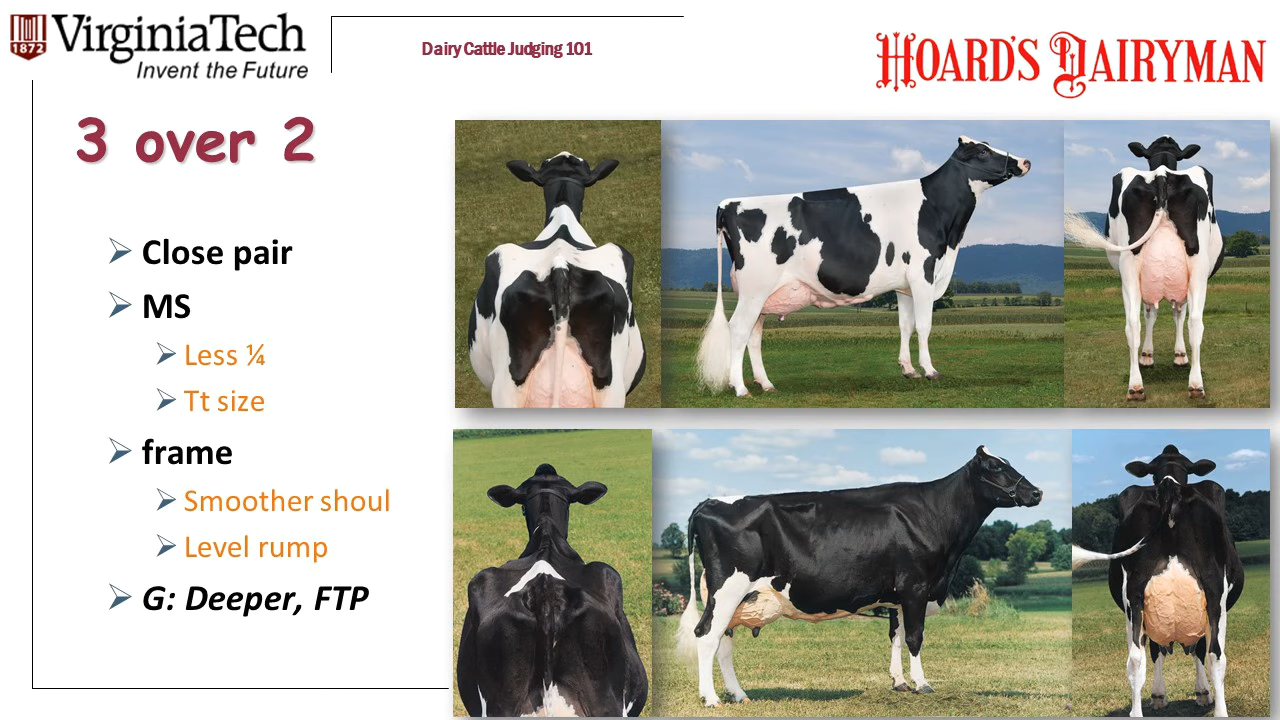 VirginiaTech
1872
Invent the Future
Dairy Cattle Judging 101
HOARD'S DAIRYMAN
3 over 2
Close pair
MS
Less ¼
Tt size
frame
Smoother shoul
Level rump
G: Deeper, FTP